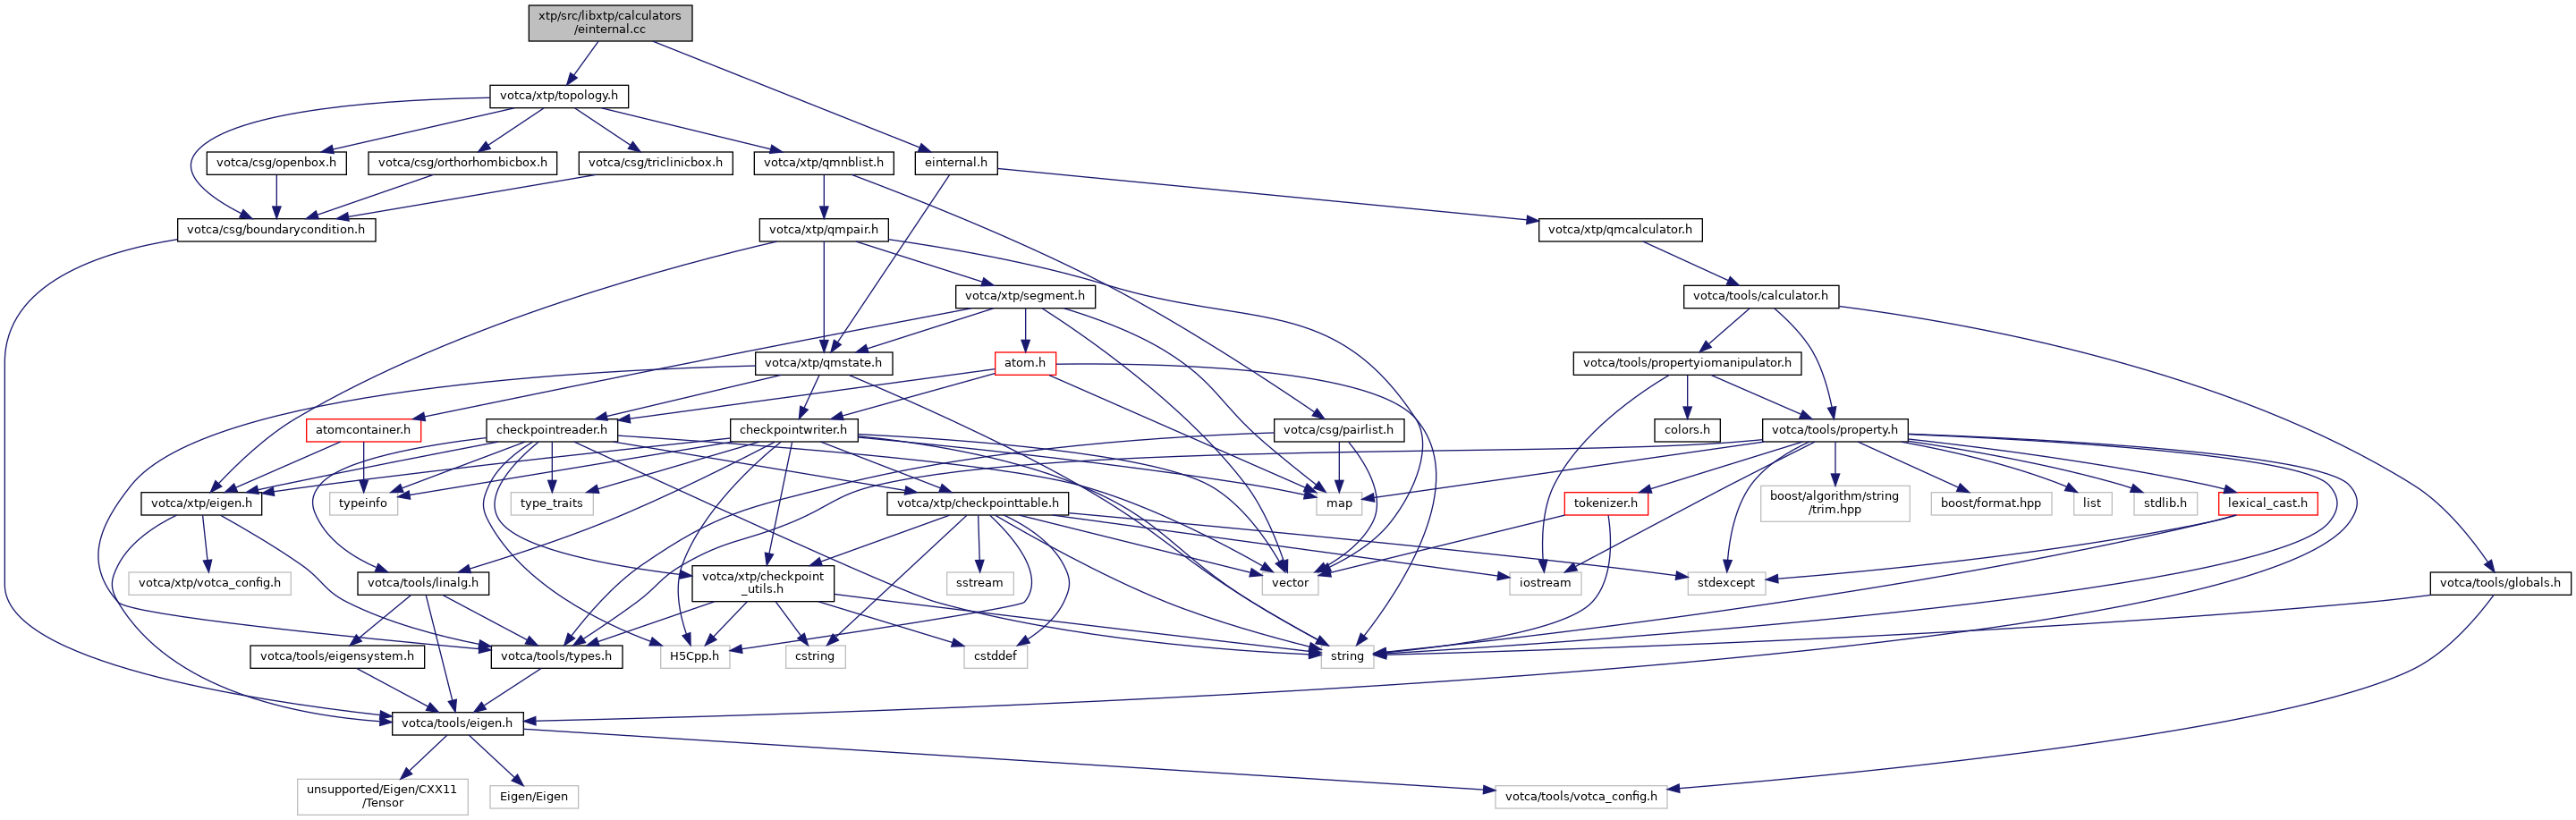 xtp/src/libxtp/calculators
/einternal.cc
votca/xtp/topology.h
votca/csg/openbox.h
votca/csg/orthorhombicbox.h
votca/csg/triclinicbox.h
votca/xtp/qmnblist.h
einternal.h
votca/csg/boundarycondition.h
votca/xtp/qmpair.h
votca/xtp/qmcalculator.h
votca/xtp/segment.h
votca/tools/calculator.h
votca/xtp/qmstate.h
atom.h
votca/tools/propertyiomanipulator.h
atomcontainer.h
checkpointreader.h
checkpointwriter.h
votca/csg/pairlist.h
colors.h
votca/tools/property.h
votca/xtp/eigen.h
typeinfo
type_traits
votca/xtp/checkpointtable.h
map
tokenizer.h
boost/algorithm/string
/trim.hpp
boost/format.hpp
list
stdlib.h
lexical_cast.h
votca/xtp/votca_config.h
votca/tools/linalg.h
votca/xtp/checkpoint
_utils.h
sstream
vector
iostream
stdexcept
votca/tools/globals.h
votca/tools/eigensystem.h
votca/tools/types.h
H5Cpp.h
cstring
cstddef
string
votca/tools/eigen.h
unsupported/Eigen/CXX11
/Tensor
Eigen/Eigen
votca/tools/votca_config.h